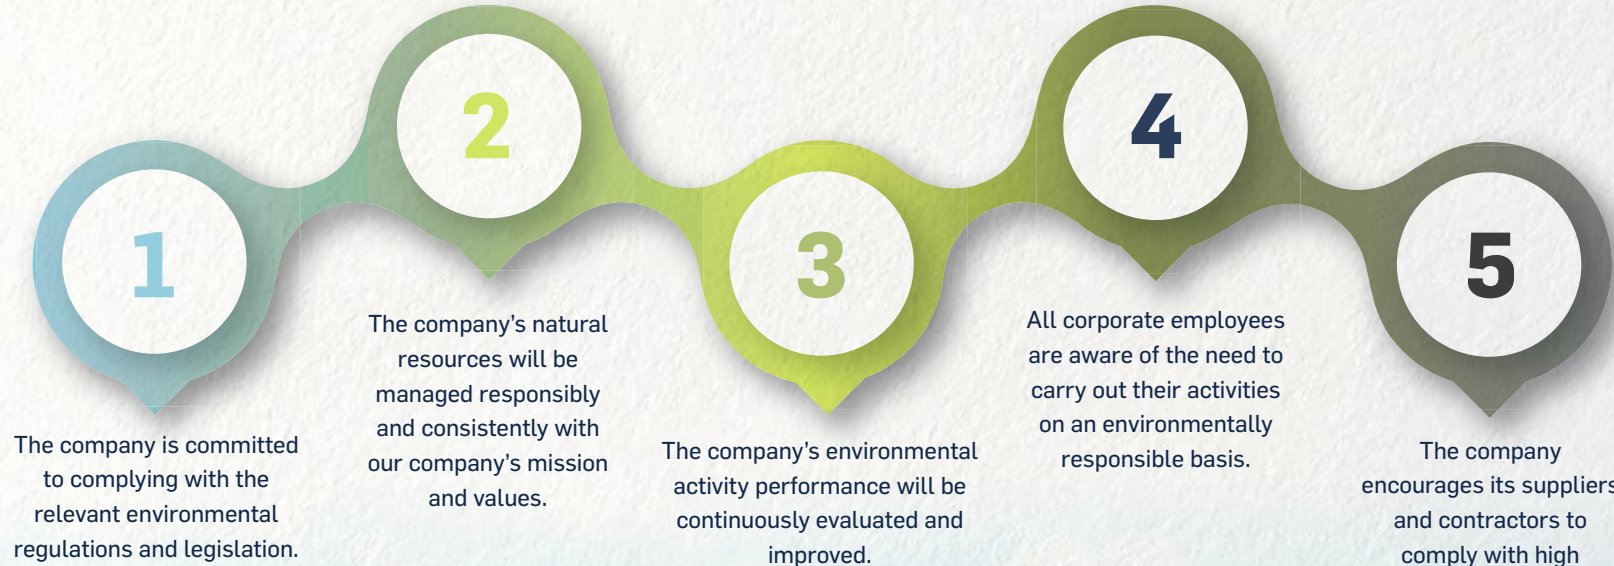 1
The company is committed
to complying with the
relevant environmental
regulations and legislation.
2
The company’s natural
resources will be
managed responsibly
and consistently with
our company’s mission
and values.
3
The company’s environmental
activity performance will be
continuously evaluated and
improved.
4
All corporate employees
are aware of the need to
carry out their activities
on an environmentally
responsible basis.
5
The company
encourages its suppliers
and contractors to
comply with high